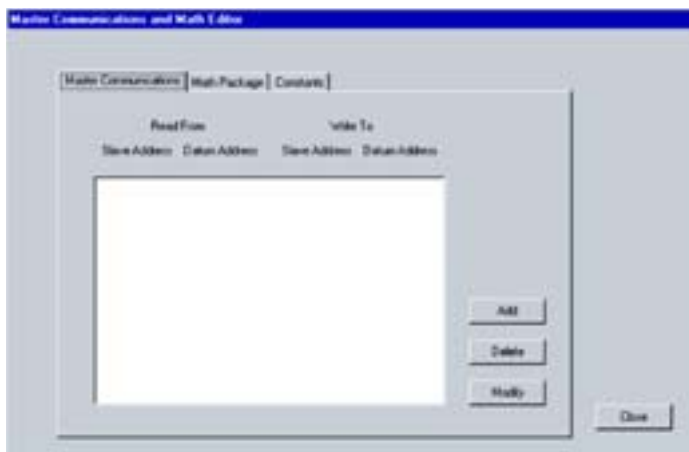 Master Communications and Math Editor
Master Communications Math Package Constants
Read From Write To
Slave Address Datum Address Slave Address Datum Address
Add
Delete
Modify
Close